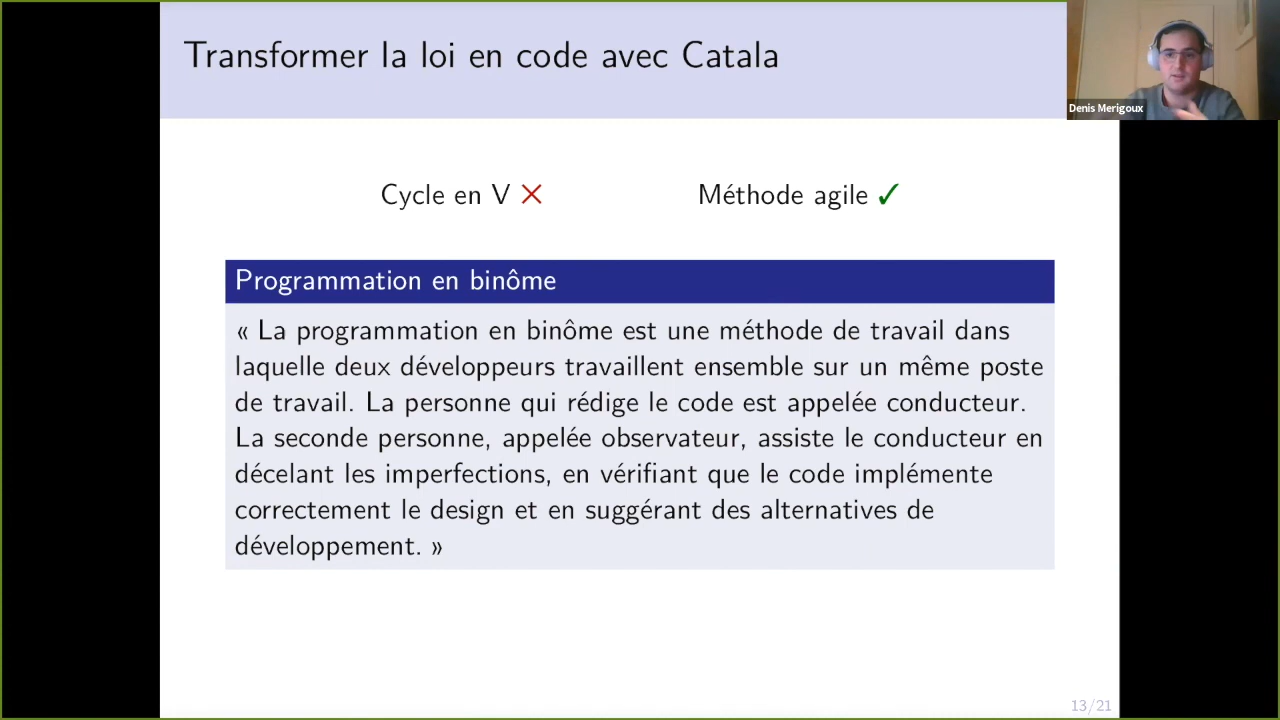 Transformer la loi en code avec Catala
Denis Merigoux
Cycle en V ✕
Méthode agile ✓
Programmation en binôme
« La programmation en binôme est une méthode de travail dans
laquelle deux développeurs travaillent ensemble sur un même poste
de travail. La personne qui rédige le code est appelée conducteur.
La seconde personne, appelée observateur, assiste le conducteur en
décelant les imperfections, en vérifiant que le code implémente
correctement le design et en suggérant des alternatives de
développement. »
13/21